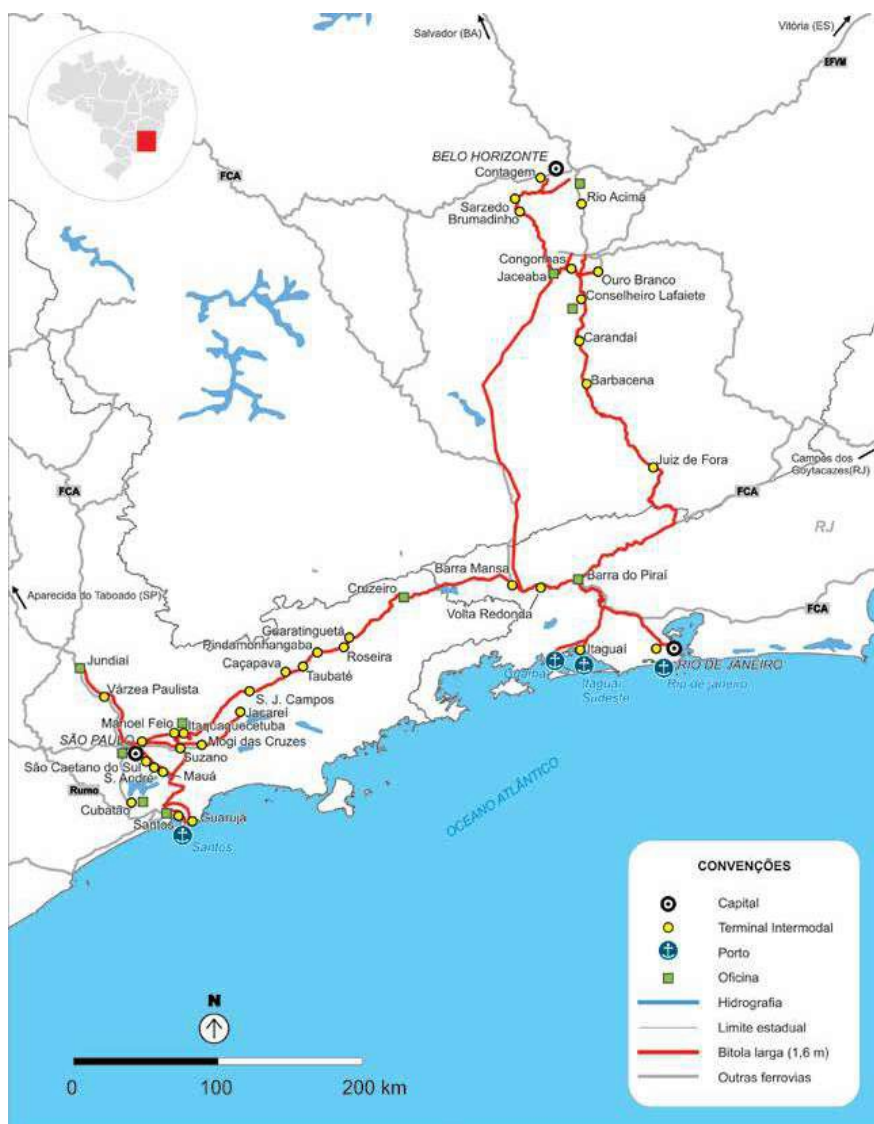 Salvador (BA)
Vitória (ES)
EFVM
BELO HORIZONTE
Contagem
FCA
Rio Acima
Sarzedo
Brumadinho
Congonhas
Jaceaba
Ouro Branco
Conselheiro Lafaiete
Carandaí
Barbacena
Juiz de Fora
Campos dos
Goytacazes(RJ)
FCA
FCA
RJ
Barra Mansa
Barra do Piraí
Aparecida do Taboado (SP)
Cruzeiro
Volta Redonda
FCA
Guaratinguetá
Pindamonhangaba
Roseira
Itaguaí
Jundiaí
Caçapava
Taubaté
RIO DE JANEIRO
Itaguaí
Sudeste
Rio de janeiro
Várzea Paulista
S. J. Campos
Jacareí
Manoel Feio
Itaquaquecetuba
SÃO PAULO
Mogi das Cruzes
Suzano
São Caetano do Sul
S. André
Mauá
Rumo
Cubatão
Santos
Guarujá
Santos
OCEANO ATLÂNTICO
CONVENÇÕES
Capital
Terminal Intermodal
Porto
Oficina
Hidrografia
Limite estadual
Bitola larga (1,6 m)
Outras ferrovias
N
0 100 200 km